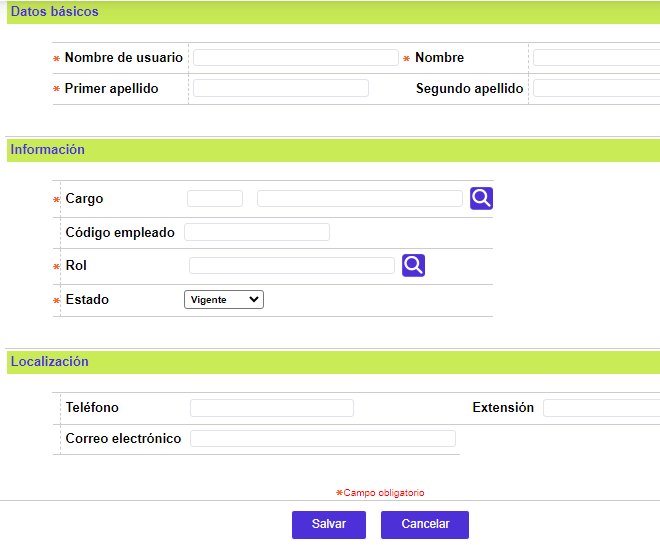 Datos básicos
* Nombre de usuario * Nombre
* Primer apellido Segundo apellido
Información
* Cargo
Código empleado
* Rol
* Estado Vigente
Localización
Teléfono Extensión
Correo electrónico
*Campo obligatorio
Salvar Cancelar